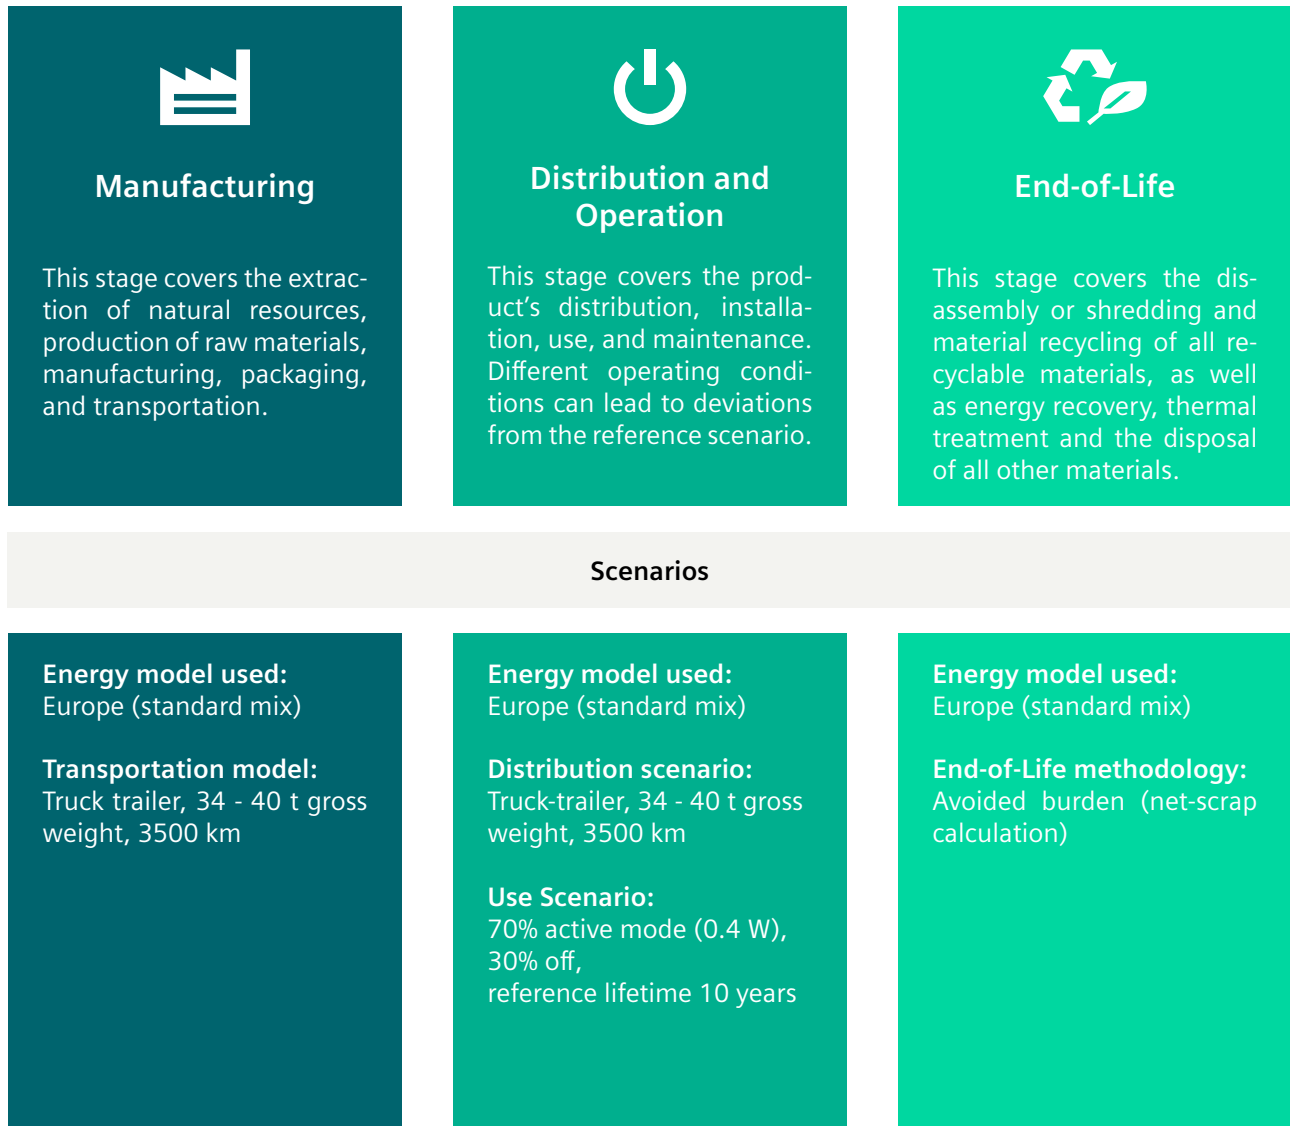 Manufacturing
This stage covers the extrac-
tion of natural resources,
production of raw materials,
manufacturing, packaging,
and transportation.
Distribution and
Operation
This stage covers the prod-
uct's distribution, installa-
tion, use, and maintenance.
Different operating condi-
tions can lead to deviations
from the reference scenario.
End-of-Life
This stage covers the dis-
assembly or shredding and
material recycling of all re-
cyclable materials, as well
as energy recovery, thermal
treatment and the disposal
of all other materials.
Scenarios
Energy model used:
Europe (standard mix)
Transportation model:
Truck trailer, 34 - 40 t gross
weight, 3500 km
Energy model used:
Europe (standard mix)
Distribution scenario:
Truck-trailer, 34 - 40 t gross
weight, 3500 km
Use Scenario:
70% active mode (0.4 W),
30% off,
reference lifetime 10 years
Energy model used:
Europe (standard mix)
End-of-Life methodology:
Avoided burden (net-scrap
calculation)